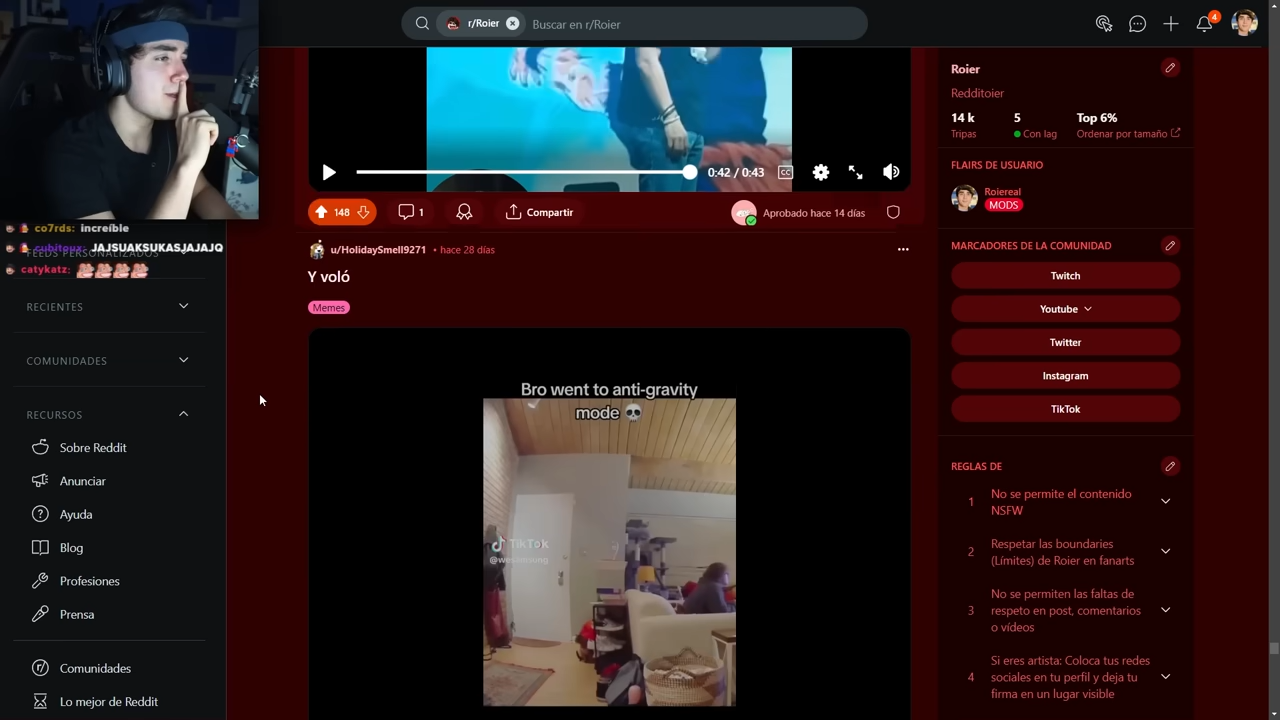 r/Roier
Buscar en r/Roier
4
co7rds: increíble
cubitoux: JAJSUAKSUKASJAJAJQ
FEEDS PERSONALIZADOS
catykatz:
RECIENTES
COMUNIDADES
RECURSOS
Sobre Reddit
Anunciar
Ayuda
Blog
Profesiones
Prensa
Comunidades
Lo mejor de Reddit
0:42 / 0:43
CC
148
1
Compartir
Aprobado hace 14 días
u/HolidaySmell9271 • hace 28 días
Y voló
Memes
Bro went to anti-gravity
mode 💀
TikTok
Roier
Redditoier
14 k
Tripas
5
Con lag
Top 6%
Ordenar por tamaño
FLAIRS DE USUARIO
Roiereal
MODS
MARCADORES DE LA COMUNIDAD
Twitch
Youtube
Twitter
Instagram
TikTok
REGLAS DE
1
No se permite el contenido
NSFW
2
Respetar las boundaries
(Límites) de Roier en fanarts
3
No se permiten las faltas de
respeto en post, comentarios
o vídeos
4
Si eres artista: Coloca tus redes
sociales en tu perfil y deja tu
firma en un lugar visible